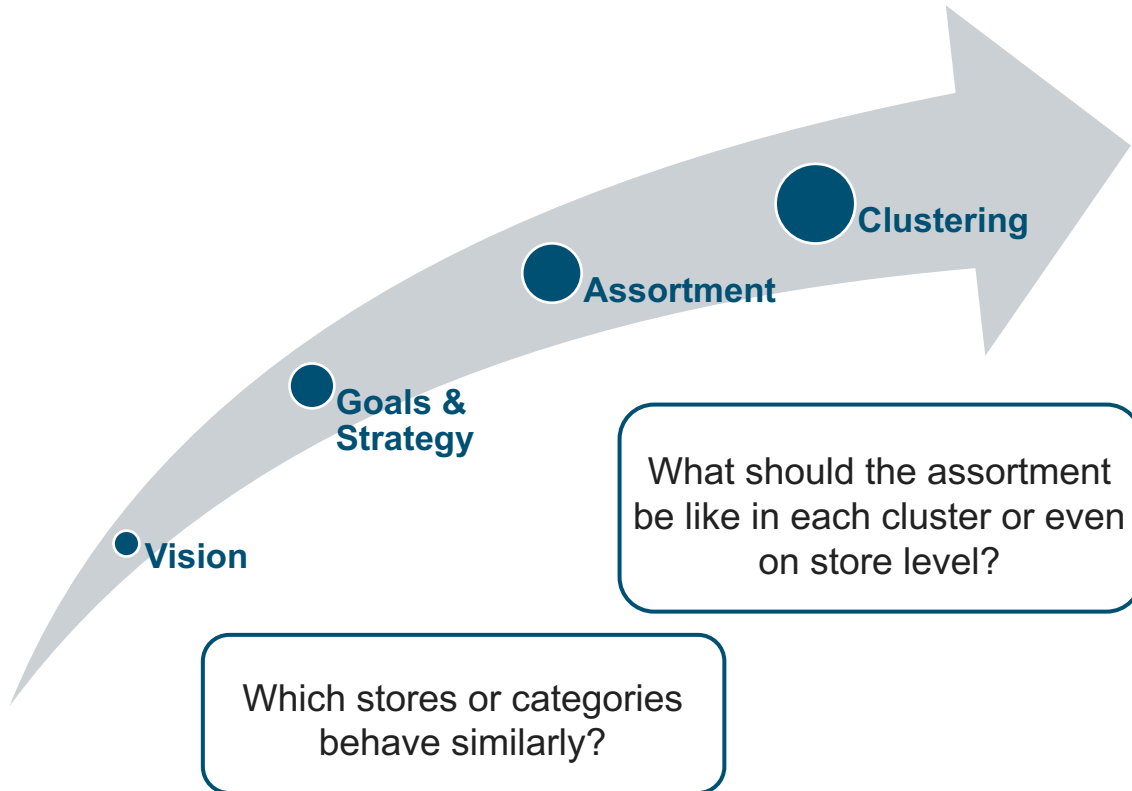 Clustering
Assortment
Goals &
Strategy
Vision
What should the assortment
be like in each cluster or even
on store level?
Which stores or categories
behave similarly?